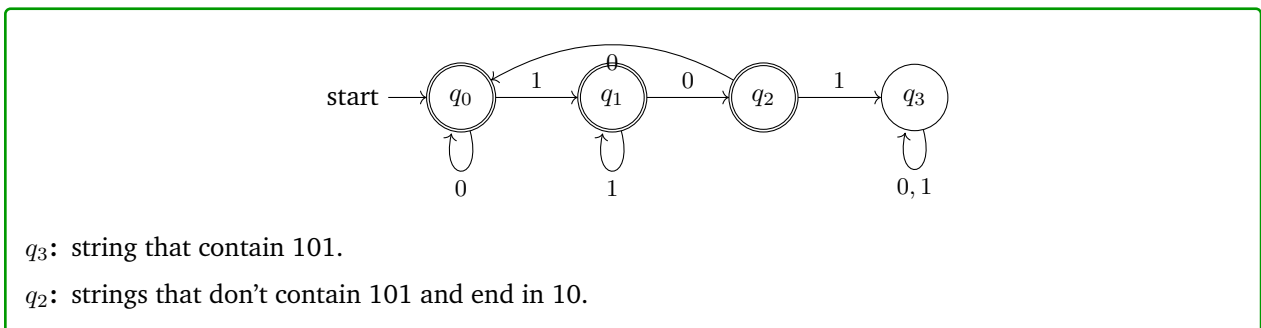 0
1 0 1
start q₀ q₁ q₂ q₃
0 1 0, 1
q₃: string that contain 101.
q₂: strings that don't contain 101 and end in 10.